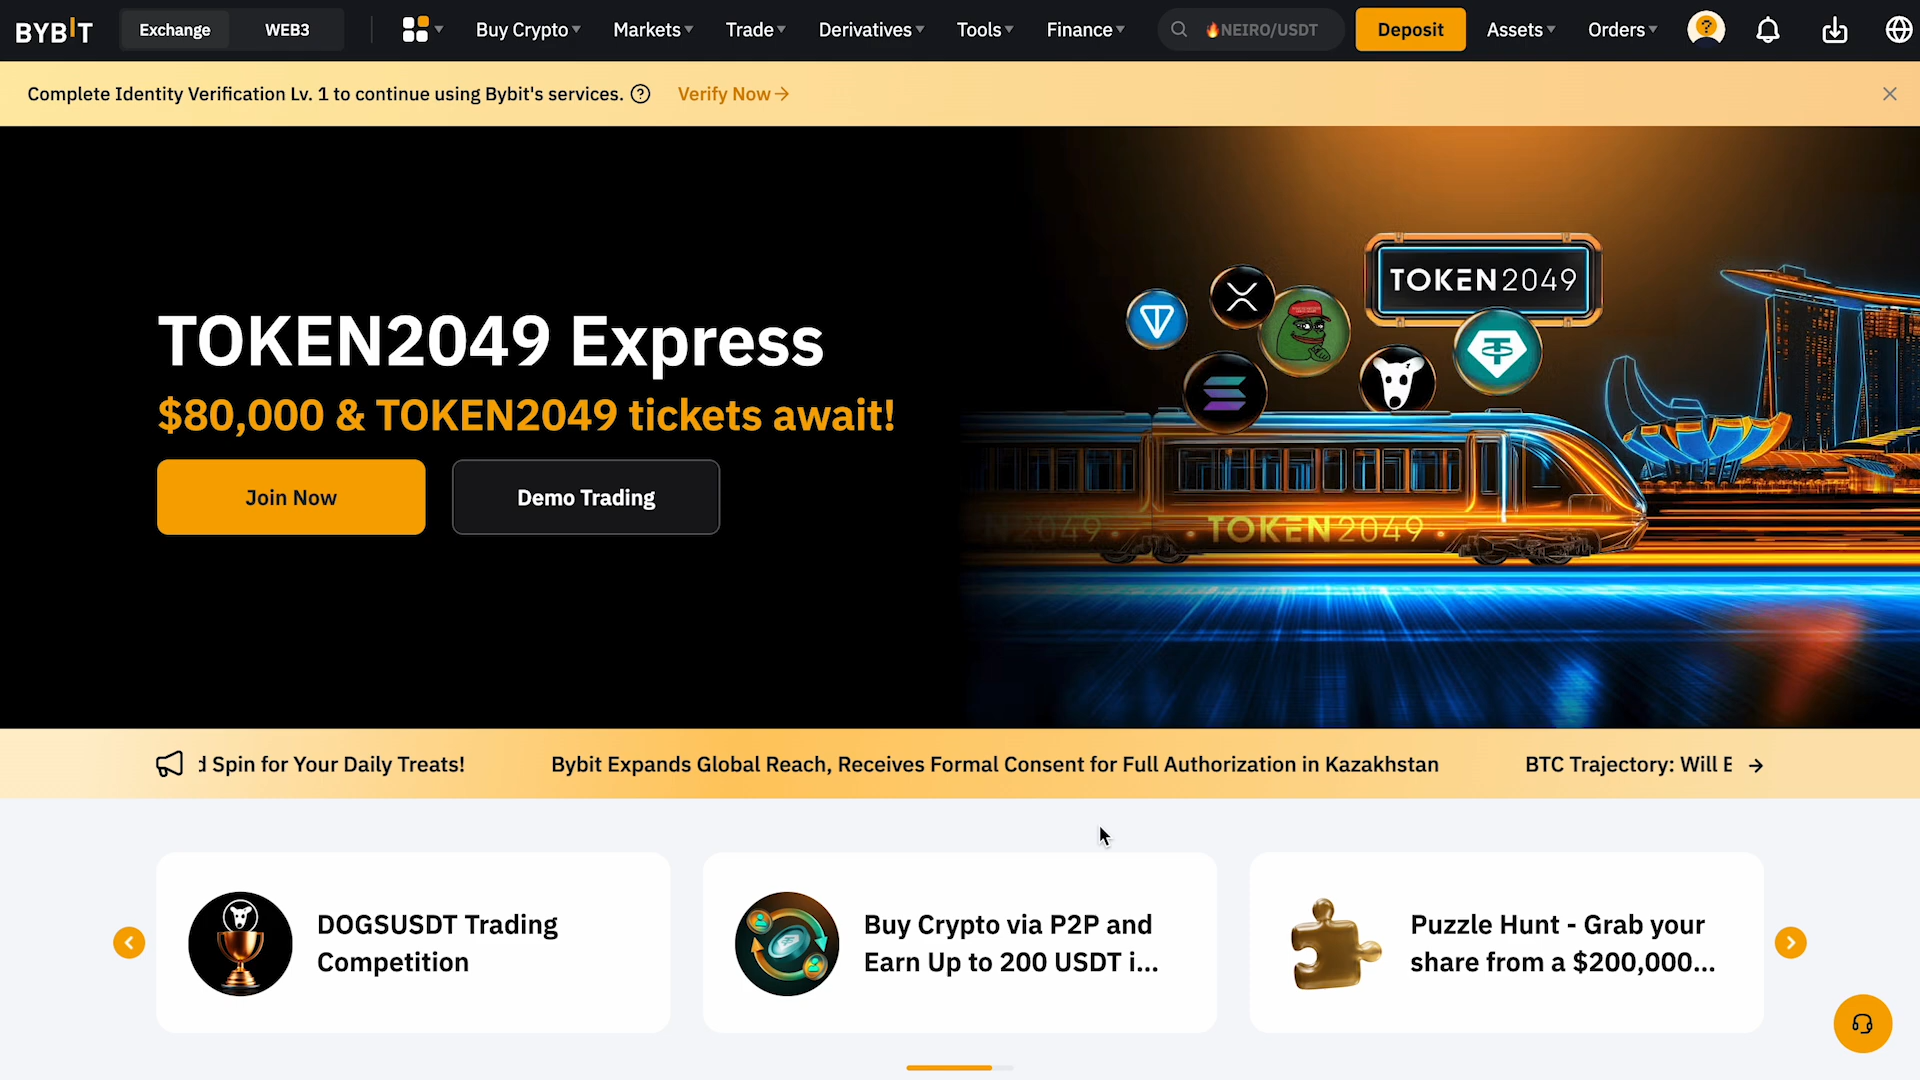 BYBIT
Exchange
WEB3
Buy Crypto
Markets
Trade
Derivatives
Tools
Finance
NEIRO/USDT
Deposit
Assets
Orders
Complete Identity Verification Lv. 1 to continue using Bybit's services.
Verify Now
TOKEN2049
TOKEN2049 Express
$80,000 & TOKEN2049 tickets await!
Join Now
Demo Trading
TOKEN2049
d Spin for Your Daily Treats!
Bybit Expands Global Reach, Receives Formal Consent for Full Authorization in Kazakhstan
BTC Trajectory: Will
DOGSUSDT Trading
Competition
Buy Crypto via P2P and
Earn Up to 200 USDT i...
Puzzle Hunt - Grab your
share from a $200,000...